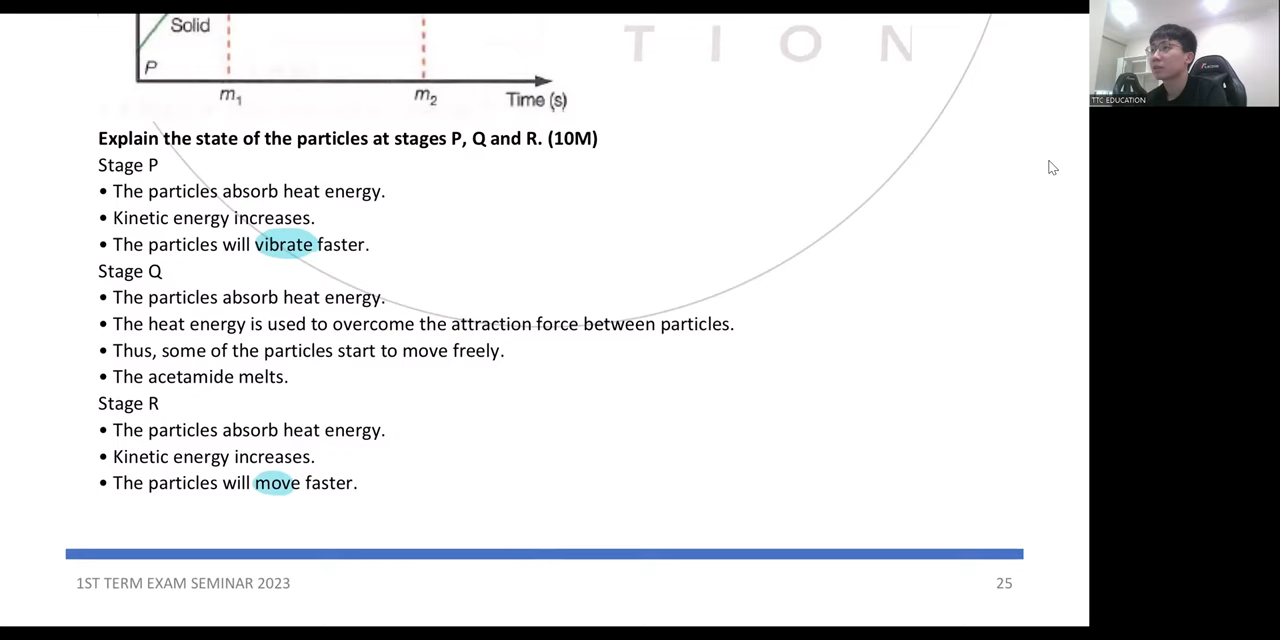 TION
Solid
P
m1
m2
Time (s)
TTC EDUCATION
Explain the state of the particles at stages P, Q and R. (10M)
Stage P
• The particles absorb heat energy.
• Kinetic energy increases.
• The particles will vibrate faster.
Stage Q
• The particles absorb heat energy.
• The heat energy is used to overcome the attraction force between particles.
• Thus, some of the particles start to move freely.
• The acetamide melts.
Stage R
• The particles absorb heat energy.
• Kinetic energy increases.
• The particles will move faster.
1ST TERM EXAM SEMINAR 2023
25